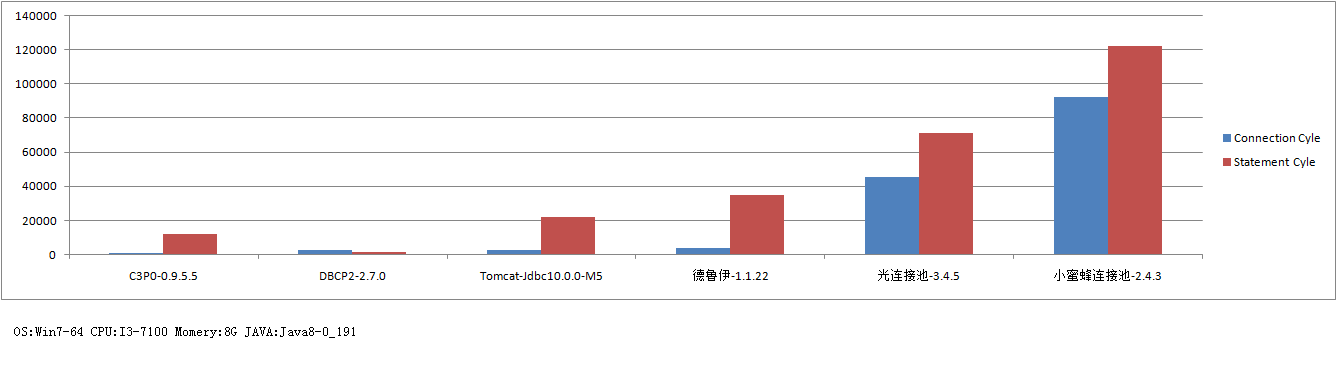 140000
120000
100000
80000
60000
40000
20000
0
C3P0-0.9.5.5
DBCP2-2.7.0
Tomcat-Jdbc10.0.0-M5
德鲁伊-1.1.22
光连接池-3.4.5
小蜜蜂连接池-2.4.3
Connection Cyle
Statement Cyle
OS:Win7-64 CPU:I3-7100 Momery:8G JAVA:Java8-0_191